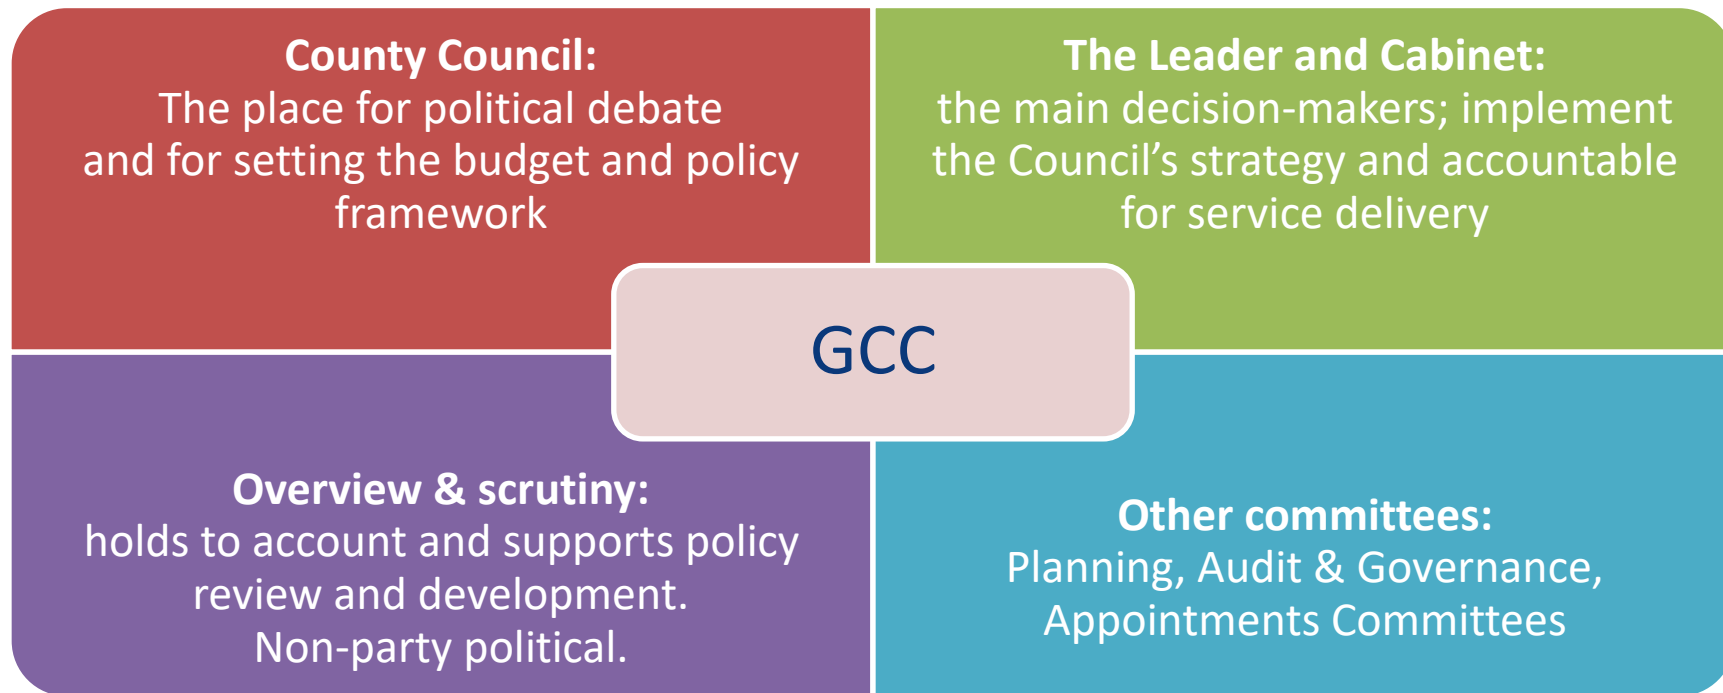 County Council:
The place for political debate
and for setting the budget and policy
framework
The Leader and Cabinet:
the main decision-makers; implement
the Council’s strategy and accountable
for service delivery
GCC
Overview & scrutiny:
holds to account and supports policy
review and development.
Non-party political.
Other committees:
Planning, Audit & Governance,
Appointments Committees